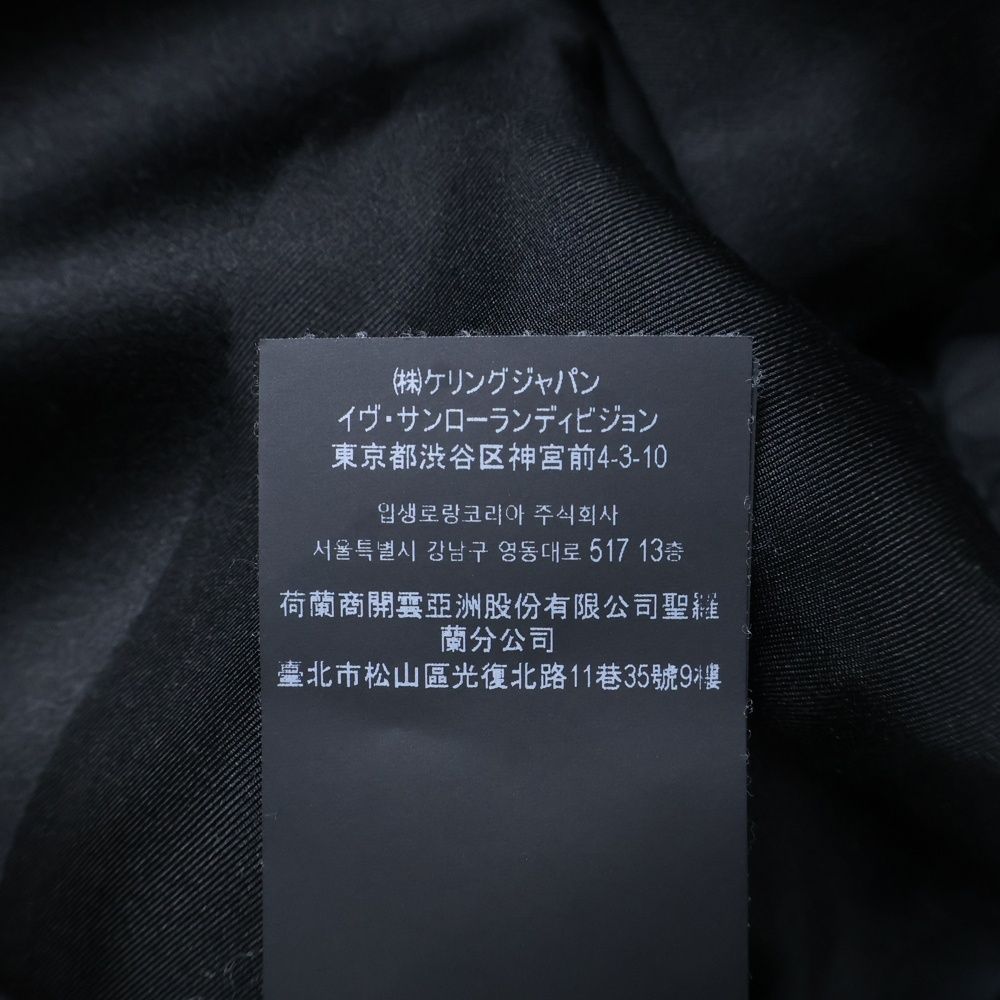 ㈱ケリングジャパン
イヴ・サンローランディビジョン
東京都渋谷区神宮前4-3-10
입생로랑코리아 주식회사
서울특별시 강남구 영동대로 517 13층
荷蘭商開雲亞洲股份有限公司聖羅
蘭分公司
臺北市松山區光復北路11巷35號9樓